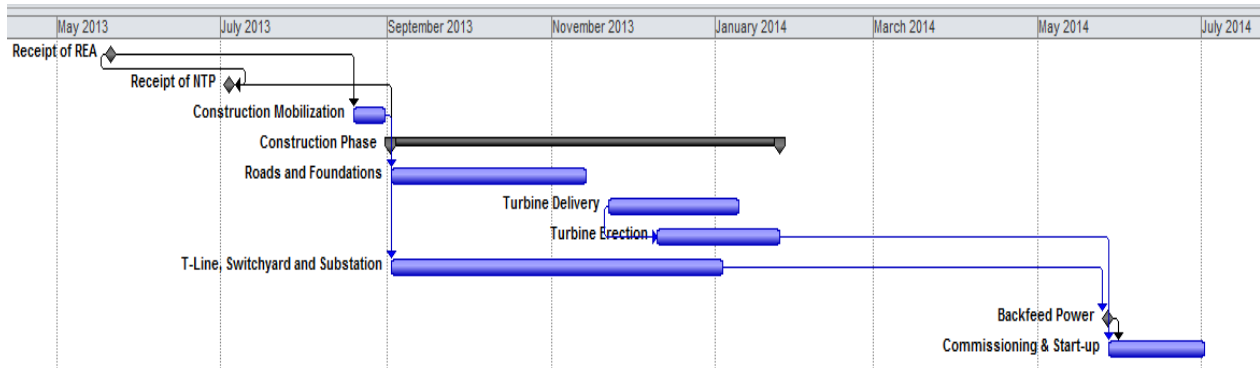 May 2013 July 2013 September 2013 November 2013 January 2014 March 2014 May 2014 July 2014
Receipt of REA
Receipt of NTP
Construction Mobilization
Construction Phase
Roads and Foundations
Turbine Delivery
Turbine Erection
T-Line, Switchyard and Substation
Backfeed Power
Commissioning & Start-up